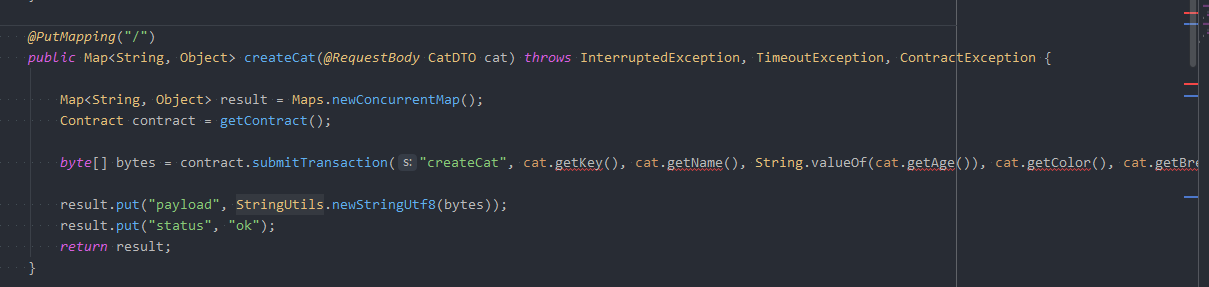 @PutMapping("/")
public Map<String, Object> createCat(@RequestBody CatDTO cat) throws InterruptedException, TimeoutException, ContractException {
Map<String, Object> result = Maps.newConcurrentMap();
Contract contract = getContract();
byte[] bytes = contract.submitTransaction( s: "createCat", cat.getKey(), cat.getName(), String.valueOf(cat.getAge()), cat.getColor(), cat.getBre
result.put("payload", StringUtils.newStringUtf8(bytes));
result.put("status", "ok");
return result;
}